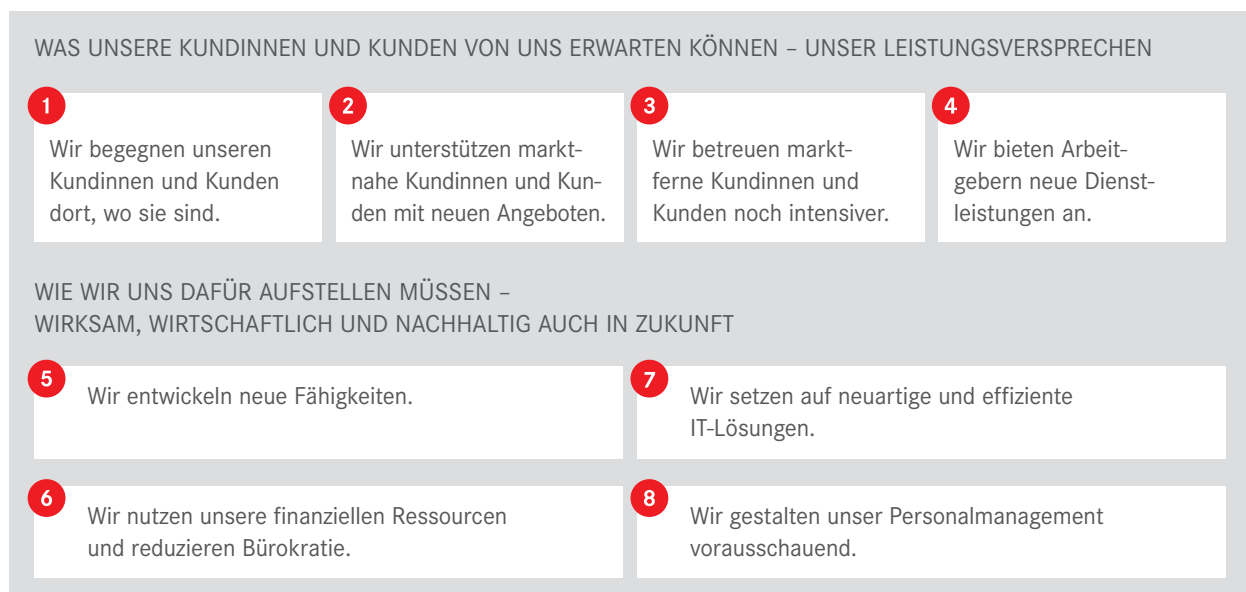 WAS UNSERE KUNDINNEN UND KUNDEN VON UNS ERWARTEN KÖNNEN – UNSER LEISTUNGSVERSPRECHEN
1
Wir begegnen unseren
Kundinnen und Kunden
dort, wo sie sind.
2
Wir unterstützen markt-
nahe Kundinnen und Kun-
den mit neuen Angeboten.
3
Wir betreuen markt-
ferne Kundinnen und
Kunden noch intensiver.
4
Wir bieten Arbeit-
gebern neue Dienst-
leistungen an.
WIE WIR UNS DAFÜR AUFSTELLEN MÜSSEN –
WIRKSAM, WIRTSCHAFTLICH UND NACHHALTIG AUCH IN ZUKUNFT
5
Wir entwickeln neue Fähigkeiten.
6
Wir nutzen unsere finanziellen Ressourcen
und reduzieren Bürokratie.
7
Wir setzen auf neuartige und effiziente
IT-Lösungen.
8
Wir gestalten unser Personalmanagement
vorausschauend.